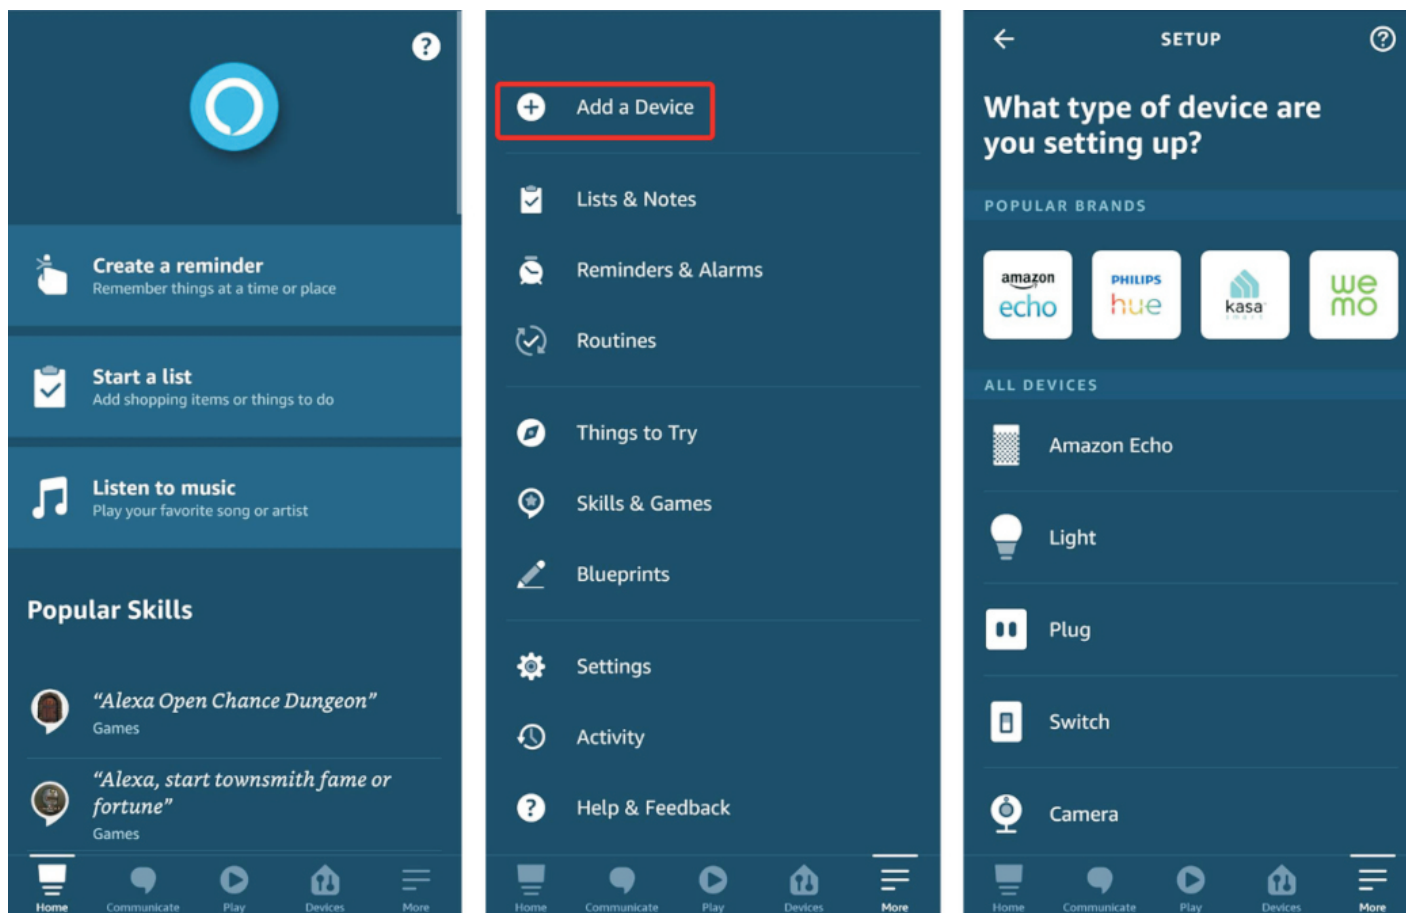 ?
Create a reminder
Remember things at a time or place
Start a list
Add shopping items or things to do
Listen to music
Play your favorite song or artist
Popular Skills
“Alexa Open Chance Dungeon”
Games
“Alexa, start townsmith fame or
fortune”
Games
Home Communicate Play Devices More
Add a Device
Lists & Notes
Reminders & Alarms
Routines
Things to Try
Skills & Games
Blueprints
Settings
Activity
? Help & Feedback
Home Communicate Play Devices More
SETUP ?
What type of device are
you setting up?
POPULAR BRANDS
amazon
echo
PHILIPS
hue
kasa
we
mo
ALL DEVICES
Amazon Echo
Light
Plug
Switch
Camera
Home Communicate Play Devices More